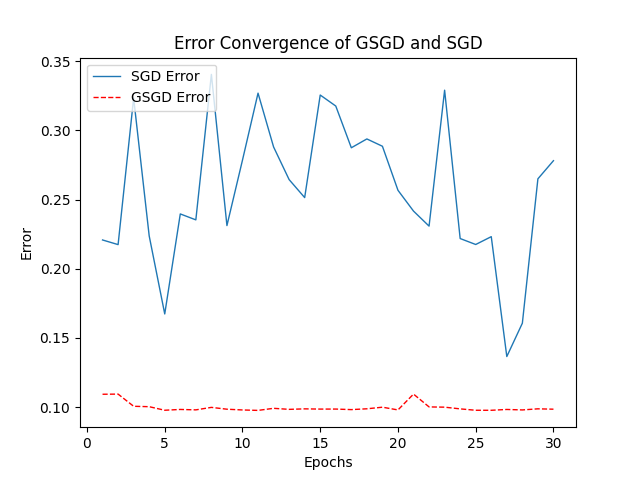 Error Convergence of GSGD and SGD
SGD Error
GSGD Error
0.35
0.30
0.25
0.20
0.15
0.10
Error
0 5 10 15 20 25 30
Epochs